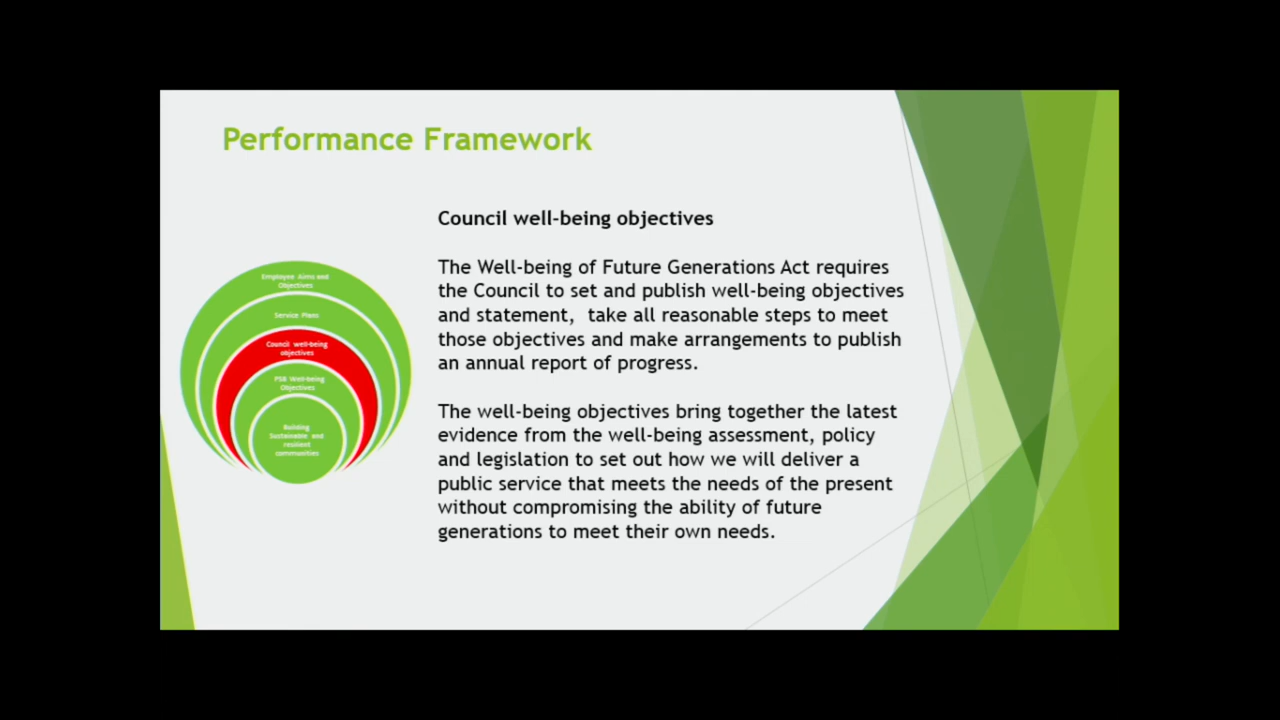 Performance Framework
Council well-being objectives
The Well-being of Future Generations Act requires
the Council to set and publish well-being objectives
and statement,  take all reasonable steps to meet
those objectives and make arrangements to publish
an annual report of progress.
The well-being objectives bring together the latest
evidence from the well-being assessment, policy
and legislation to set out how we will deliver a
public service that meets the needs of the present
without compromising the ability of future
generations to meet their own needs.
Employee Aims and
Objectives
Service Plans
Council well-being
objectives
PSB Well-being
Objectives
Building
Sustainable and
resilient
communities